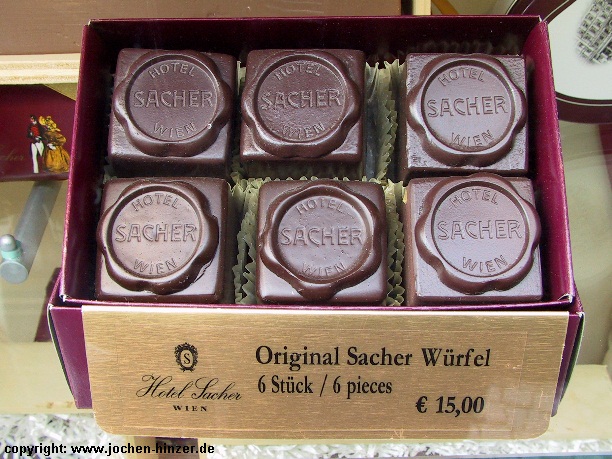 HOTEL
SACHER
WIEN
HOTEL
SACHER
WIEN
HOTEL
SACHER
WIEN
HOTEL
SACHER
WIEN
HOTEL
SACHER
WIEN
HOTEL
SACHER
WIEN
S
Hotel Sacher
WIEN
Original Sacher Würfel
6 Stück / 6 pieces
€ 15,00
copyright: www.jochen-hinzer.de